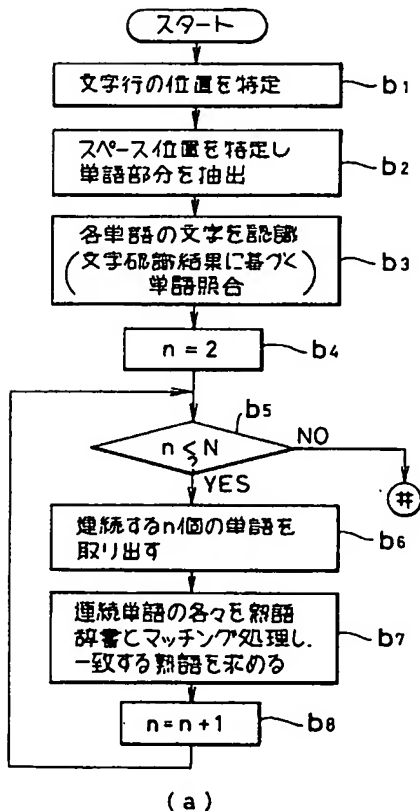 スタート
文字行の位置を特定
b1
スペース位置を特定し
単語部分を抽出
b2
各単語の文字を認識
(文字認識結果に基づく
単語照合)
b3
n=2
b4
b5
n≦N
NO
YES
#
連続するn個の単語を
取り出す
b6
連続単語の各々を熟語
辞書とマッチング処理し、
一致する熟語を求める
b7
n=n+1
b8
(a)